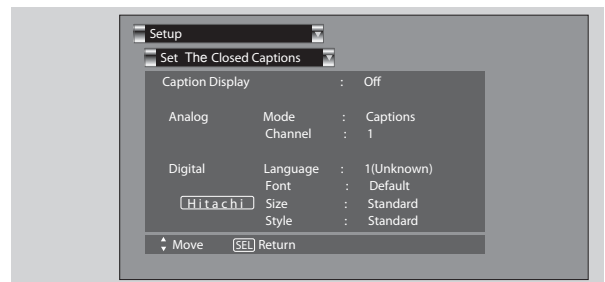 Setup
Set The Closed Captions
Caption Display : Off
Analog Mode : Captions
Channel : 1
Digital Language : 1(Unknown)
Font : Default
Hitachi Size : Standard
Style : Standard
Move SEL Return